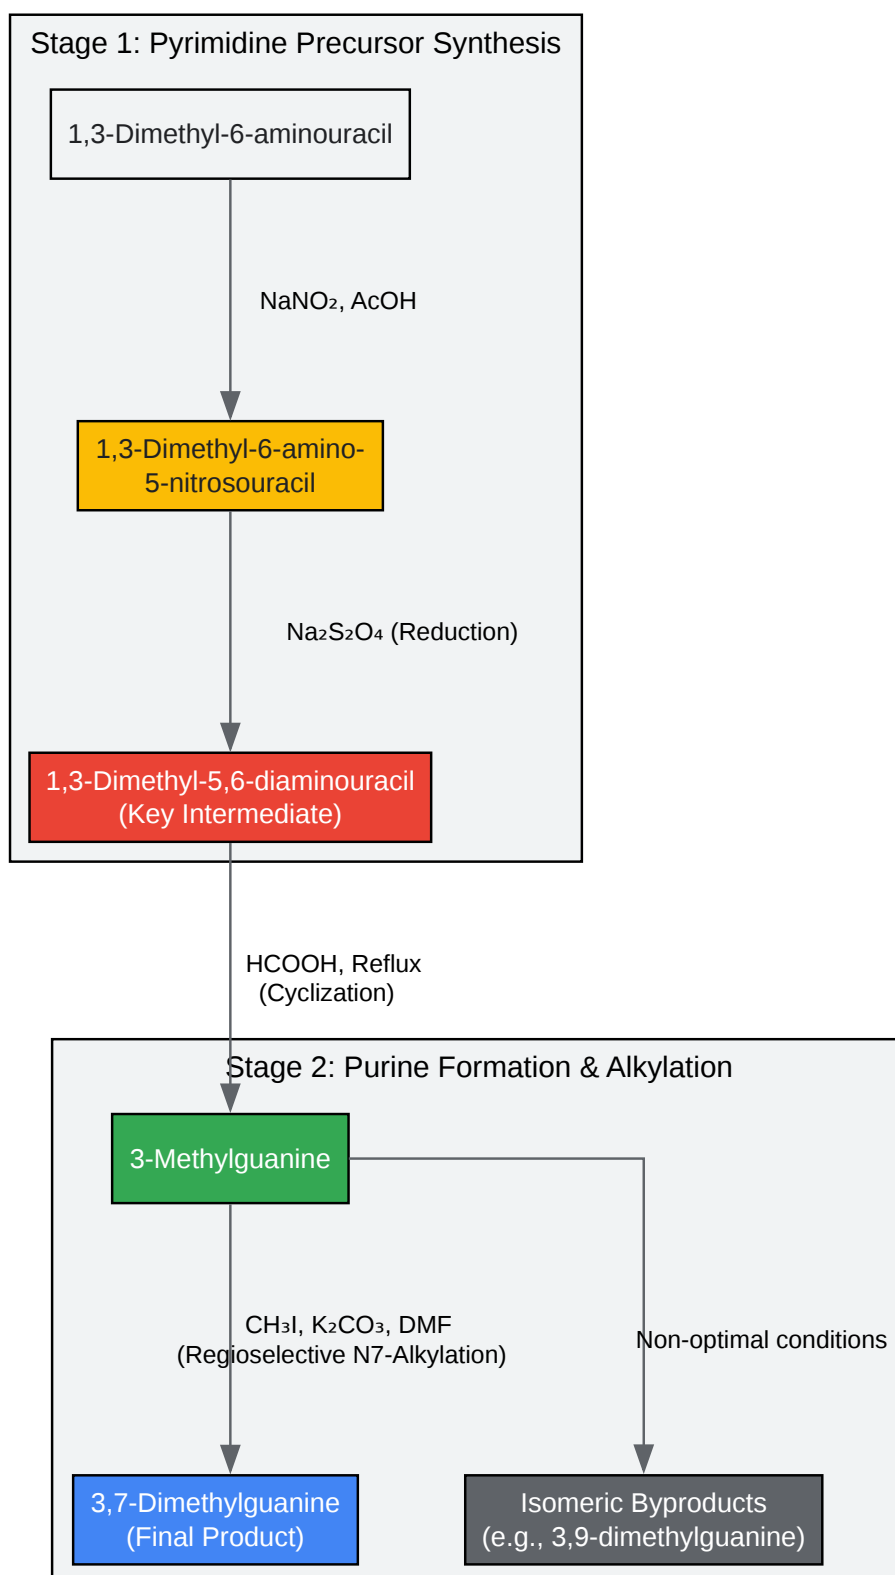 Stage 1: Pyrimidine Precursor Synthesis
1,3-Dimethyl-6-aminouracil
NaNO₂, AcOH
1,3-Dimethyl-6-amino-
5-nitrosouracil
Na₂S₂O₄ (Reduction)
1,3-Dimethyl-5,6-diaminouracil
(Key Intermediate)
HCOOH, Reflux
(Cyclization)
Stage 2: Purine Formation & Alkylation
3-Methylguanine
CH₃I, K₂CO₃, DMF
(Regioselective N7-Alkylation)
Non-optimal conditions
3,7-Dimethylguanine
(Final Product)
Isomeric Byproducts
(e.g., 3,9-dimethylguanine)